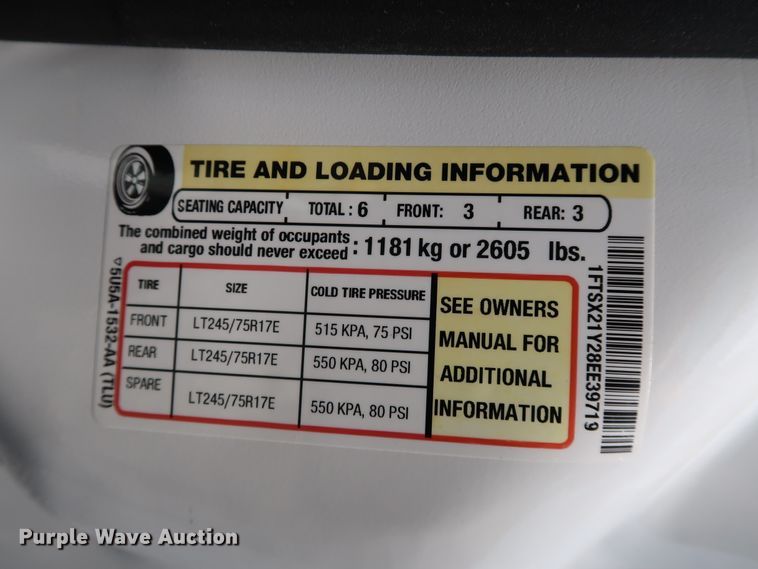 TIRE AND LOADING INFORMATION
SEATING CAPACITY TOTAL : 6 FRONT: 3 REAR: 3
The combined weight of occupants
and cargo should never exceed : 1181 kg or 2605 lbs.
TIRE SIZE COLD TIRE PRESSURE
FRONT LT245/75R17E 515 KPA, 75 PSI
REAR LT245/75R17E 550 KPA, 80 PSI
SPARE LT245/75R17E 550 KPA, 80 PSI
SEE OWNERS
MANUAL FOR
ADDITIONAL
INFORMATION
5U5A-1532-AA (TLU)
1FTSX21Y28EE39719
Purple Wave Auction